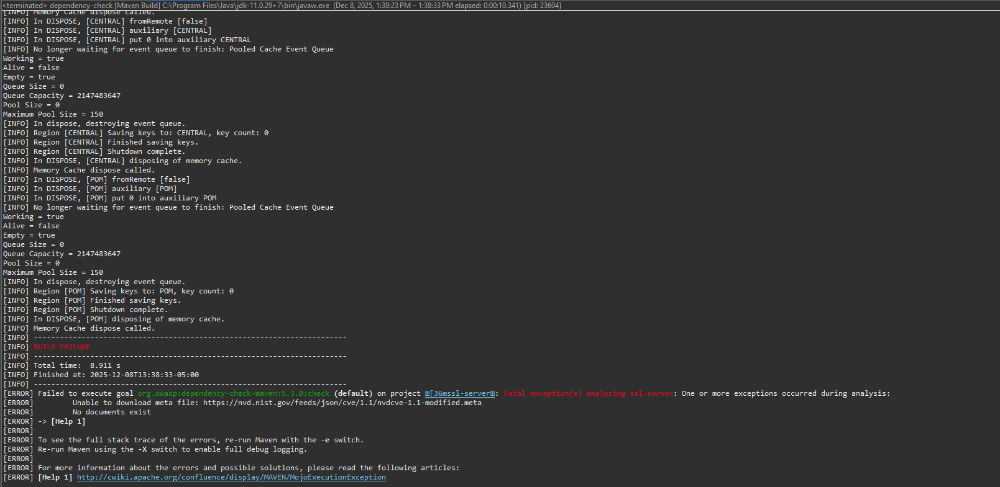 <terminated> dependency-check [Maven Build] C:\Program Files\Java\jdk-11.0.29+7\bin\javaw.exe (Dec 8, 2025, 1:38:23 PM – 1:38:33 PM elapsed: 0:00:10.341) [pid: 23604]
[INFO] Memory Cache dispose called.
[INFO] In DISPOSE, [CENTRAL] fromRemote [false]
[INFO] In DISPOSE, [CENTRAL] auxiliary [CENTRAL]
[INFO] In DISPOSE, [CENTRAL] put 0 into auxiliary CENTRAL
[INFO] No longer waiting for event queue to finish: Pooled Cache Event Queue
Working = true
Alive = false
Empty = true
Queue Size = 0
Queue Capacity = 2147483647
Pool Size = 0
Maximum Pool Size = 150
[INFO] In dispose, destroying event queue.
[INFO] Region [CENTRAL] Saving keys to: CENTRAL, key count: 0
[INFO] Region [CENTRAL] Finished saving keys.
[INFO] Region [CENTRAL] Shutdown complete.
[INFO] In DISPOSE, [CENTRAL] disposing of memory cache.
[INFO] Memory Cache dispose called.
[INFO] In DISPOSE, [POM] fromRemote [false]
[INFO] In DISPOSE, [POM] auxiliary [POM]
[INFO] In DISPOSE, [POM] put 0 into auxiliary POM
[INFO] No longer waiting for event queue to finish: Pooled Cache Event Queue
Working = true
Alive = false
Empty = true
Queue Size = 0
Queue Capacity = 2147483647
Pool Size = 0
Maximum Pool Size = 150
[INFO] In dispose, destroying event queue.
[INFO] Region [POM] Saving keys to: POM, key count: 0
[INFO] Region [POM] Finished saving keys.
[INFO] Region [POM] Shutdown complete.
[INFO] In DISPOSE, [POM] disposing of memory cache.
[INFO] Memory Cache dispose called.
[INFO] ------------------------------------------------------------------------
[INFO] BUILD FAILURE
[INFO] ------------------------------------------------------------------------
[INFO] Total time:  8.911 s
[INFO] Finished at: 2025-12-08T13:38:33-05:00
[INFO] ------------------------------------------------------------------------
[ERROR] Failed to execute goal org.owasp:dependency-check-maven:5.3.0:check (default) on project [36mssl-server: Fatal exception(s) analyzing ssl-server: One or more exceptions occurred during analysis:
[ERROR]         Unable to download meta file: https://nvd.nist.gov/feeds/json/cve/1.1/nvdcve-1.1-modified.meta
[ERROR]         No documents exist
[ERROR] -> [Help 1]
[ERROR]
[ERROR] To see the full stack trace of the errors, re-run Maven with the -e switch.
[ERROR] Re-run Maven using the -X switch to enable full debug logging.
[ERROR]
[ERROR] For more information about the errors and possible solutions, please read the following articles:
[ERROR] [Help 1] http://cwiki.apache.org/confluence/display/MAVEN/MojoExecutionException